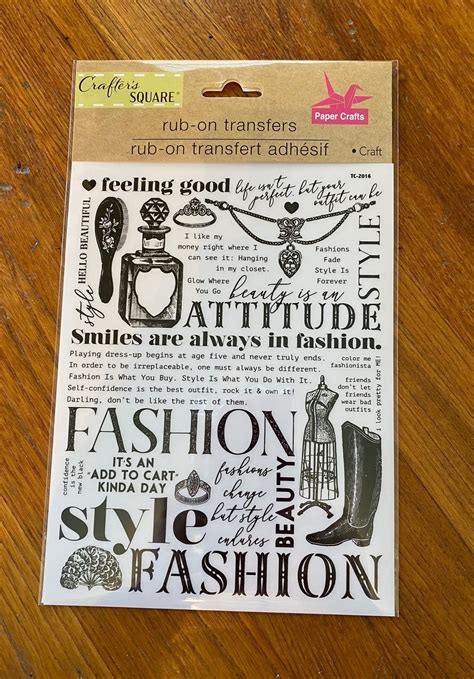 Crafter's
SQUARE®
Paper Crafts
rub-on transfers
rub-on transfert adhésif
• Craft
TC-2016
feeling good
life isn't
perfect, but your
outfit can be
HELLO BEAUTIFUL
style
I like my
money right where I
can see it: Hanging
in my closet.
Glow Where
You Go
Fashions
Fade
Style Is
Forever
STYLE
beauty is an
ATTITUDE
Smiles are always in fashion.
Playing dress-up begins at age five and never truly ends.
In order to be irreplaceable, one must always be different.
Fashion Is What You Buy. Style Is What You Do With It.
Self-confidence is the best outfit, rock it & own it!
Darling, don't be like the rest of them.
color me
fashionista
friends
don't let
friends
wear bad
outfits
i look pretty for ME!
FASHION
confidence
is the
new black
IT'S AN
"ADD TO CART"
KINDA DAY
fashions
change
but style
endures
BEAUTY
style
FASHION